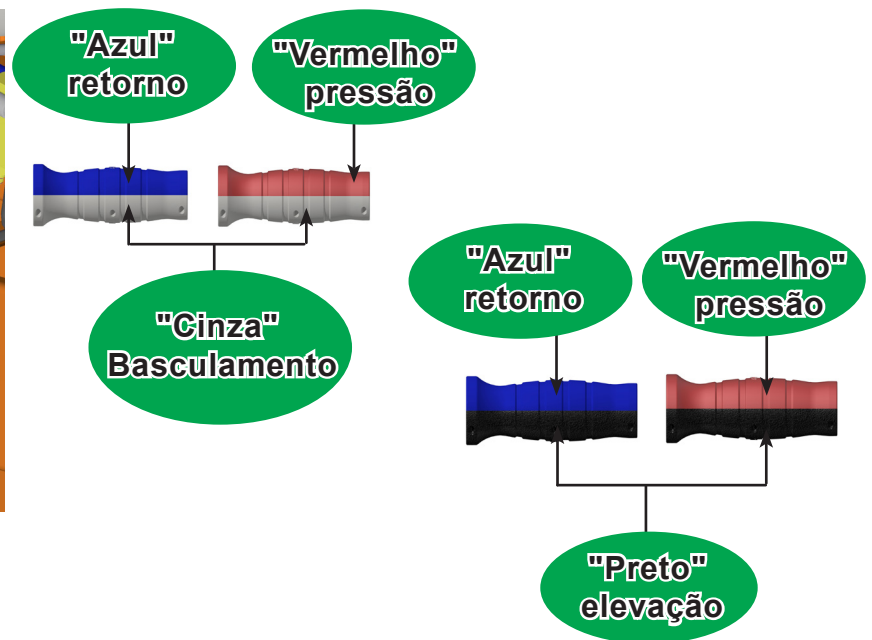 "Azul"
retorno
"Vermelho"
pressão
"Cinza"
Basculamento
"Azul"
retorno
"Vermelho"
pressão
"Preto"
elevação